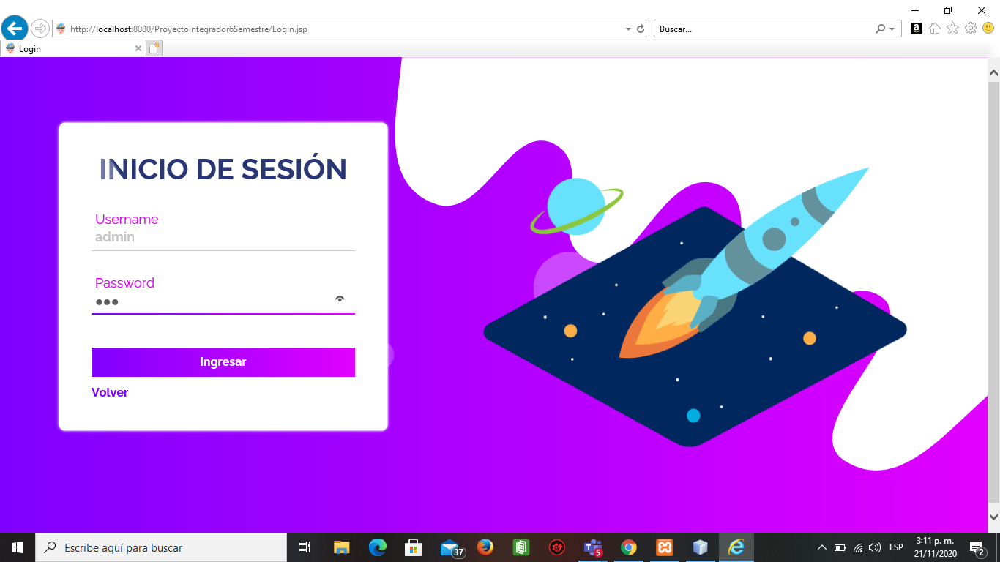 http://localhost:8080/ProyectoIntegrador6Semestre/Login.jsp
Buscar...
Login
INICIO DE SESIÓN
Username
admin
Password
Ingresar
Volver
Escribe aquí para buscar
37
5
ESP
3:11 p. m.
21/11/2020
2